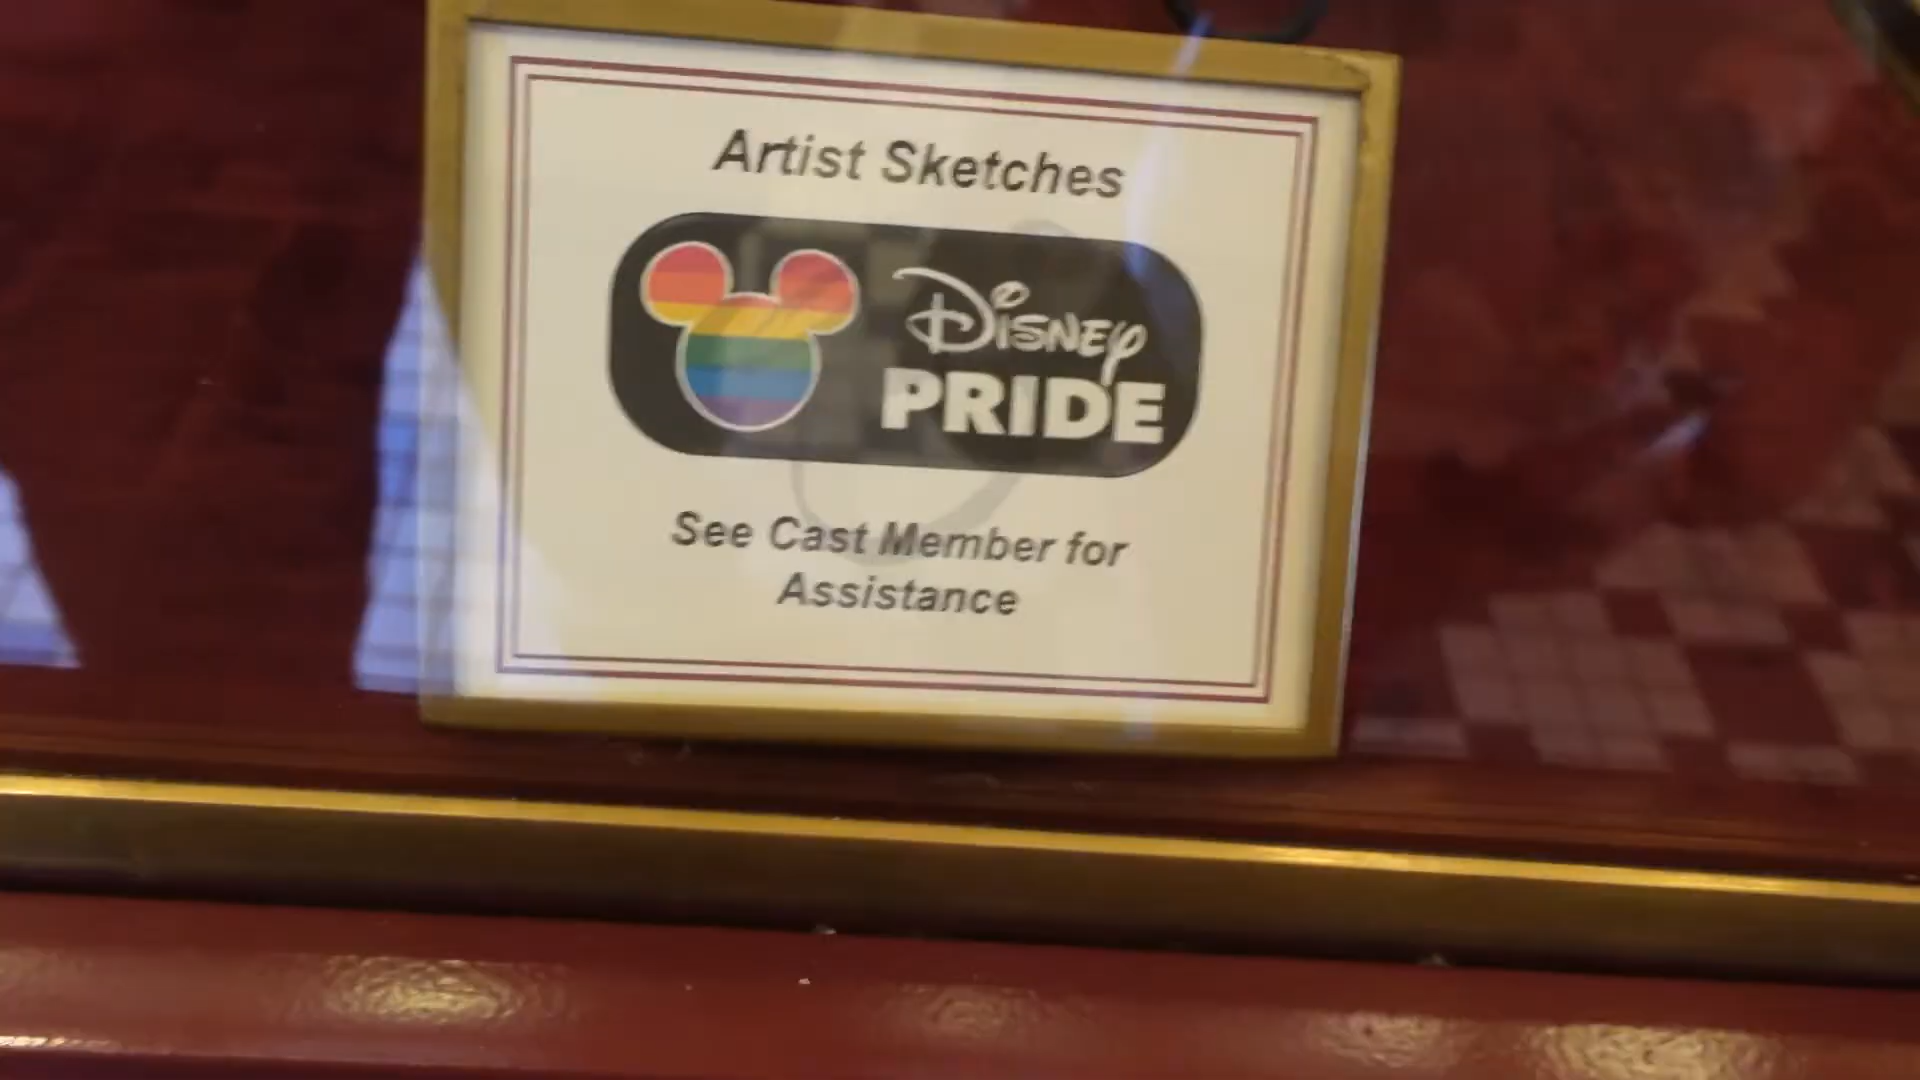 Artist Sketches
Disney
PRIDE
See Cast Member for
Assistance